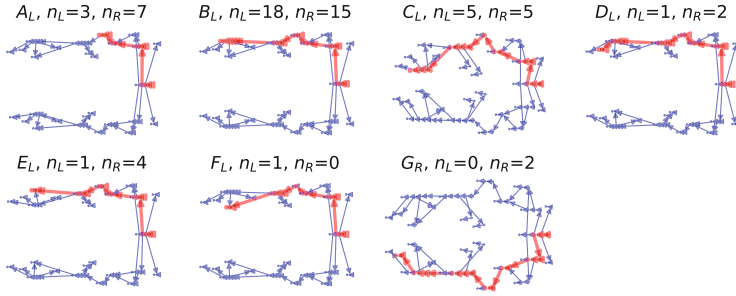 A_L, n_L=3, n_R=7
B_L, n_L=18, n_R=15
C_L, n_L=5, n_R=5
D_L, n_L=1, n_R=2
E_L, n_L=1, n_R=4
F_L, n_L=1, n_R=0
G_R, n_L=0, n_R=2